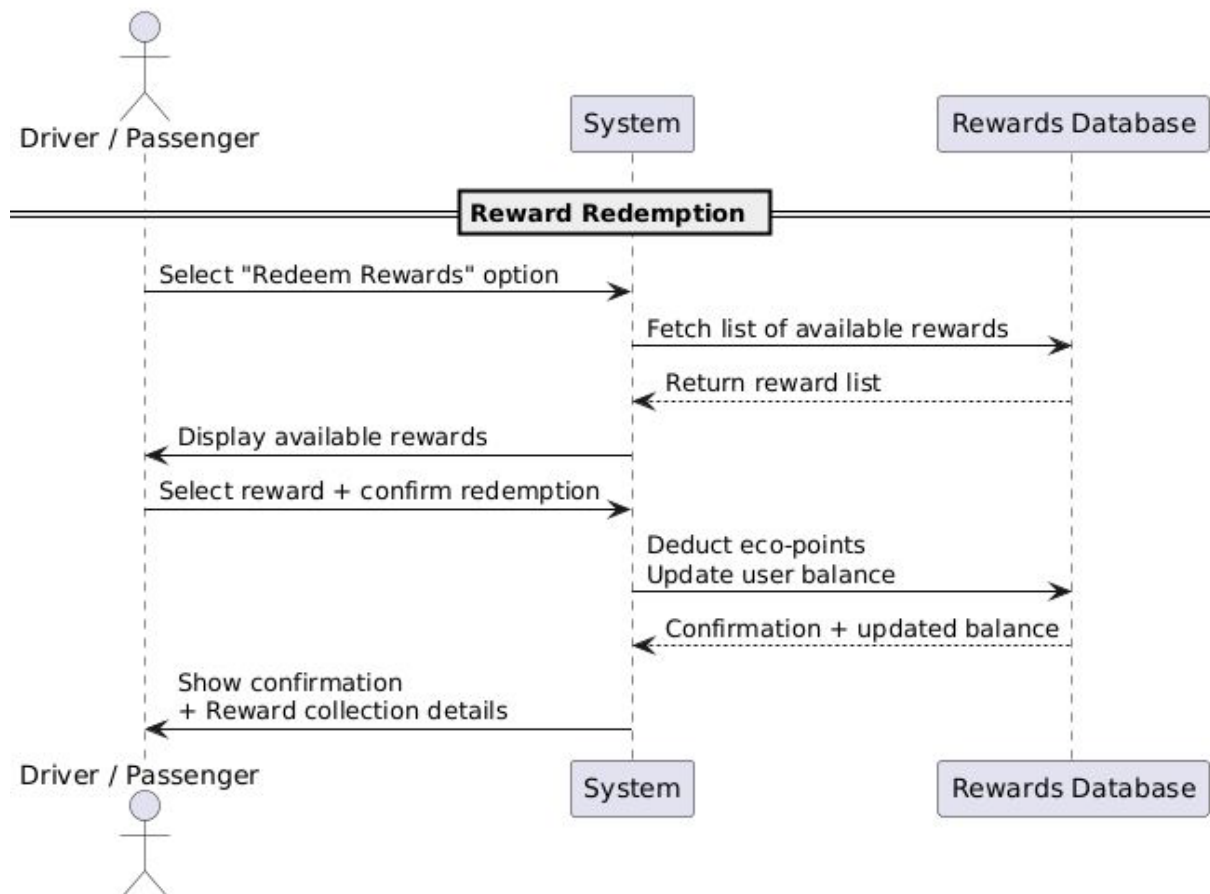 Driver / Passenger
System
Rewards Database
Reward Redemption
Select "Redeem Rewards" option
Fetch list of available rewards
Return reward list
Display available rewards
Select reward + confirm redemption
Deduct eco-points
Update user balance
Confirmation + updated balance
Show confirmation
+ Reward collection details
Driver / Passenger
System
Rewards Database